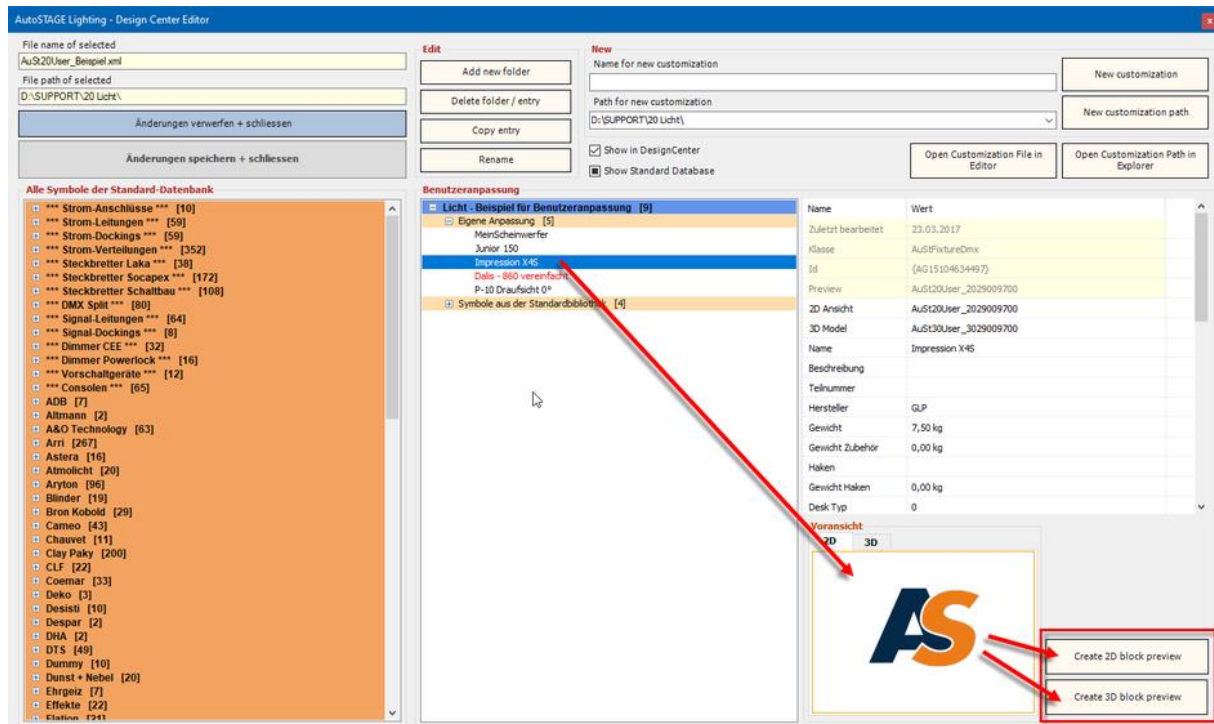 AutoSTAGE Lighting - Design Center Editor
File name of selected
AuSt20User_Beispiel.xml
File path of selected
D:\SUPPORT\20 Licht\
Änderungen verwerfen + schliessen
Änderungen speichern + schliessen
Edit
Add new folder
Delete folder / entry
Copy entry
Rename
New
Name for new customization
New customization
Path for new customization
D:\SUPPORT\20 Licht\
New customization path
Show in DesignCenter
Show Standard Database
Open Customization File in
Editor
Open Customization Path in
Explorer
Alle Symbole der Standard-Datenbank
*** Strom-Anschlüsse *** [10]
*** Strom-Leitungen *** [59]
*** Strom-Dockings *** [59]
*** Strom-Verteilungen *** [352]
*** Steckbretter Laka *** [38]
*** Steckbretter Socapex *** [172]
*** Steckbretter Schaltbau *** [108]
*** DMX Split *** [80]
*** Signal-Leitungen *** [64]
*** Signal-Dockings *** [8]
*** Dimmer CEE *** [32]
*** Dimmer Powerlock *** [16]
*** Vorschaltgeräte *** [12]
*** Consolen *** [65]
ADB [7]
Altmann [2]
A&O Technology [63]
Arri [267]
Astera [16]
Atmolicht [20]
Aryton [96]
Blinder [19]
Bron Kobold [29]
Cameo [43]
Chauvet [11]
Clay Paky [200]
CLF [22]
Coemar [33]
Deko [3]
Desisti [10]
Despar [2]
DHA [2]
DTS [49]
Dummy [10]
Dunst + Nebel [20]
Ehrgeiz [7]
Effekte [22]
Elation [21]
Benutzeranpassung
Licht - Beispiel für Benutzeranpassung [9]
Eigene Anpassung [5]
MeinScheinwerfer
Junior 150
Impression X4S
Dalis - 860 vereinfacht
P-10 Draufsicht 0°
Symbole aus der Standardbibliothek [4]
Name Wert
Zuletzt bearbeitet 23.03.2017
Klasse AuStFixtureDmx
Id {AG15104634497}
Preview AuSt20User_2029009700
2D Ansicht AuSt20User_2029009700
3D Model AuSt30User_3029009700
Name Impression X4S
Beschreibung
Teilnummer
Hersteller GLP
Gewicht 7,50 kg
Gewicht Zubehör 0,00 kg
Haken
Gewicht Haken 0,00 kg
Desk Typ 0
Voransicht
2D 3D
AS
Create 2D block preview
Create 3D block preview